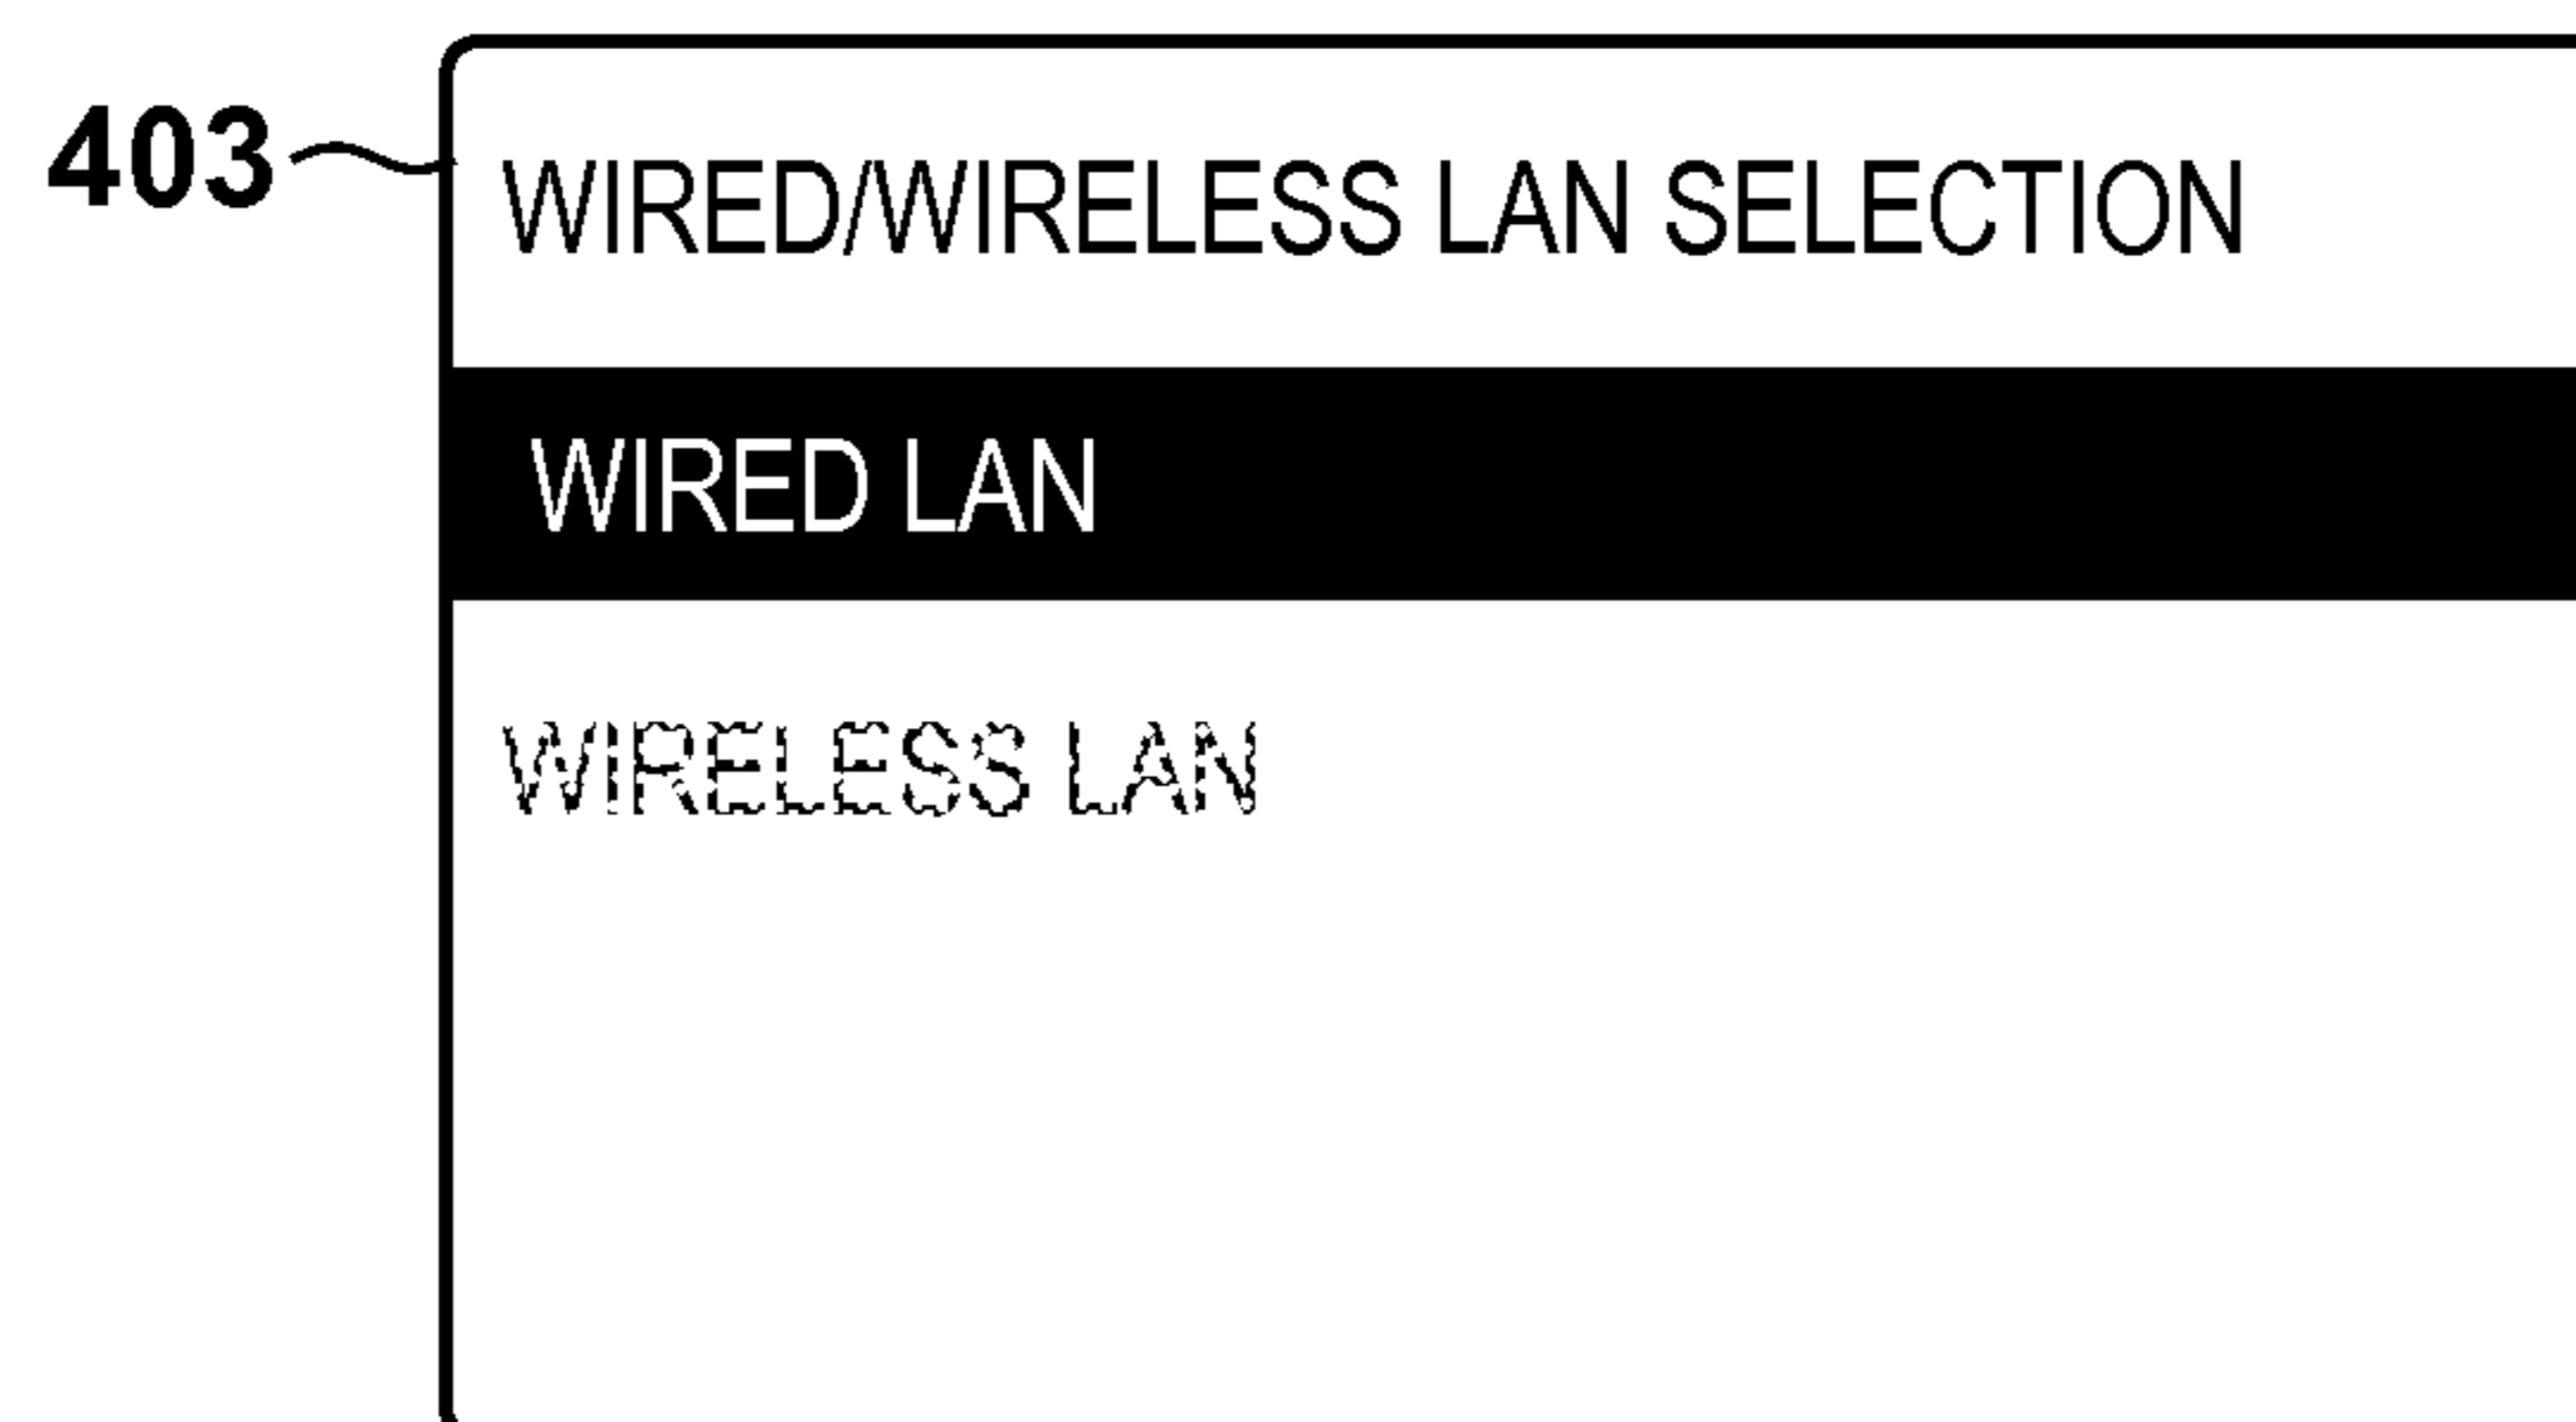 403
WIRED/WIRELESS LAN SELECTION
WIRED LAN
WIRELESS LAN